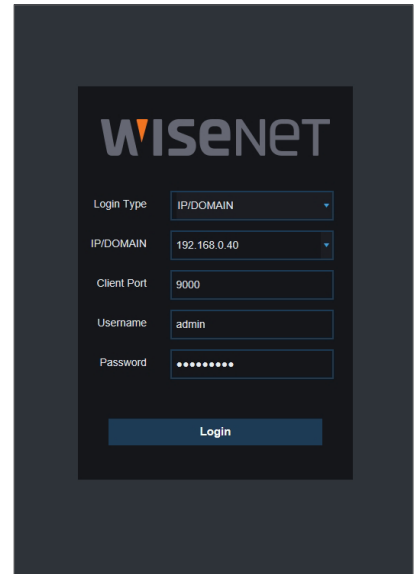 WISENET
Login Type IP/DOMAIN
IP/DOMAIN 192.168.0.40
Client Port 9000
Username admin
Password •••••••••
Login